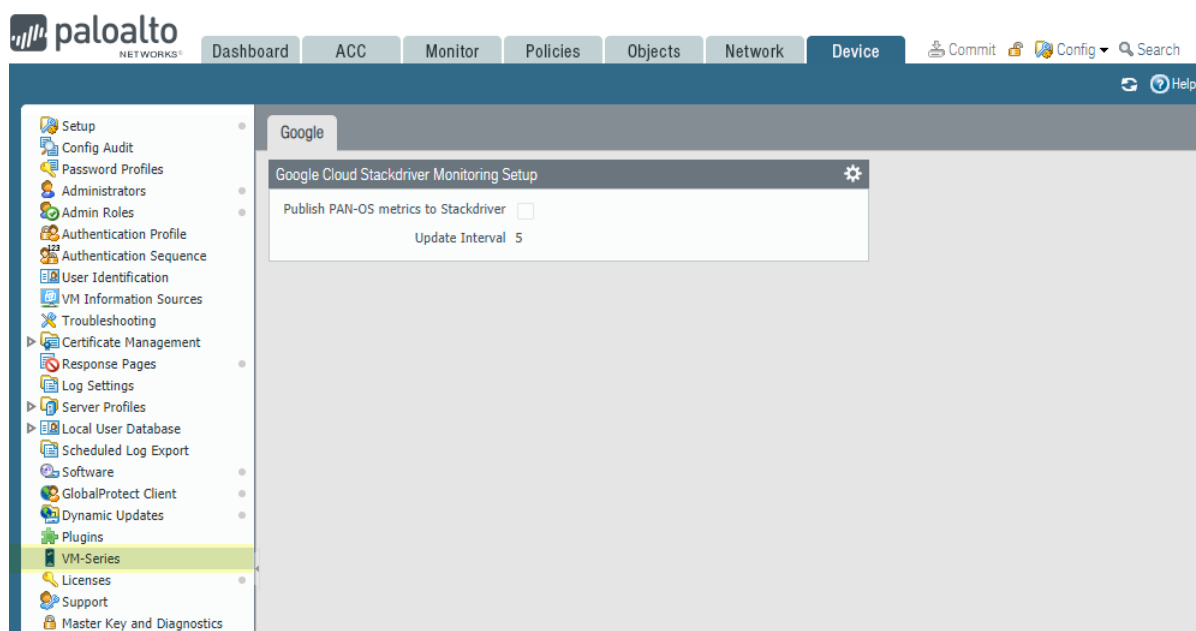 paloalto
NETWORKS®
Dashboard ACC Monitor Policies Objects Network Device Commit Config Search
Help
Setup
Config Audit
Password Profiles
Administrators
Admin Roles
Authentication Profile
123
Authentication Sequence
User Identification
VM Information Sources
Troubleshooting
Certificate Management
Response Pages
Log Settings
Server Profiles
Local User Database
Scheduled Log Export
Software
GlobalProtect Client
Dynamic Updates
Plugins
VM-Series
Licenses
Support
Master Key and Diagnostics
Google
Google Cloud Stackdriver Monitoring Setup
Publish PAN-OS metrics to Stackdriver
Update Interval 5